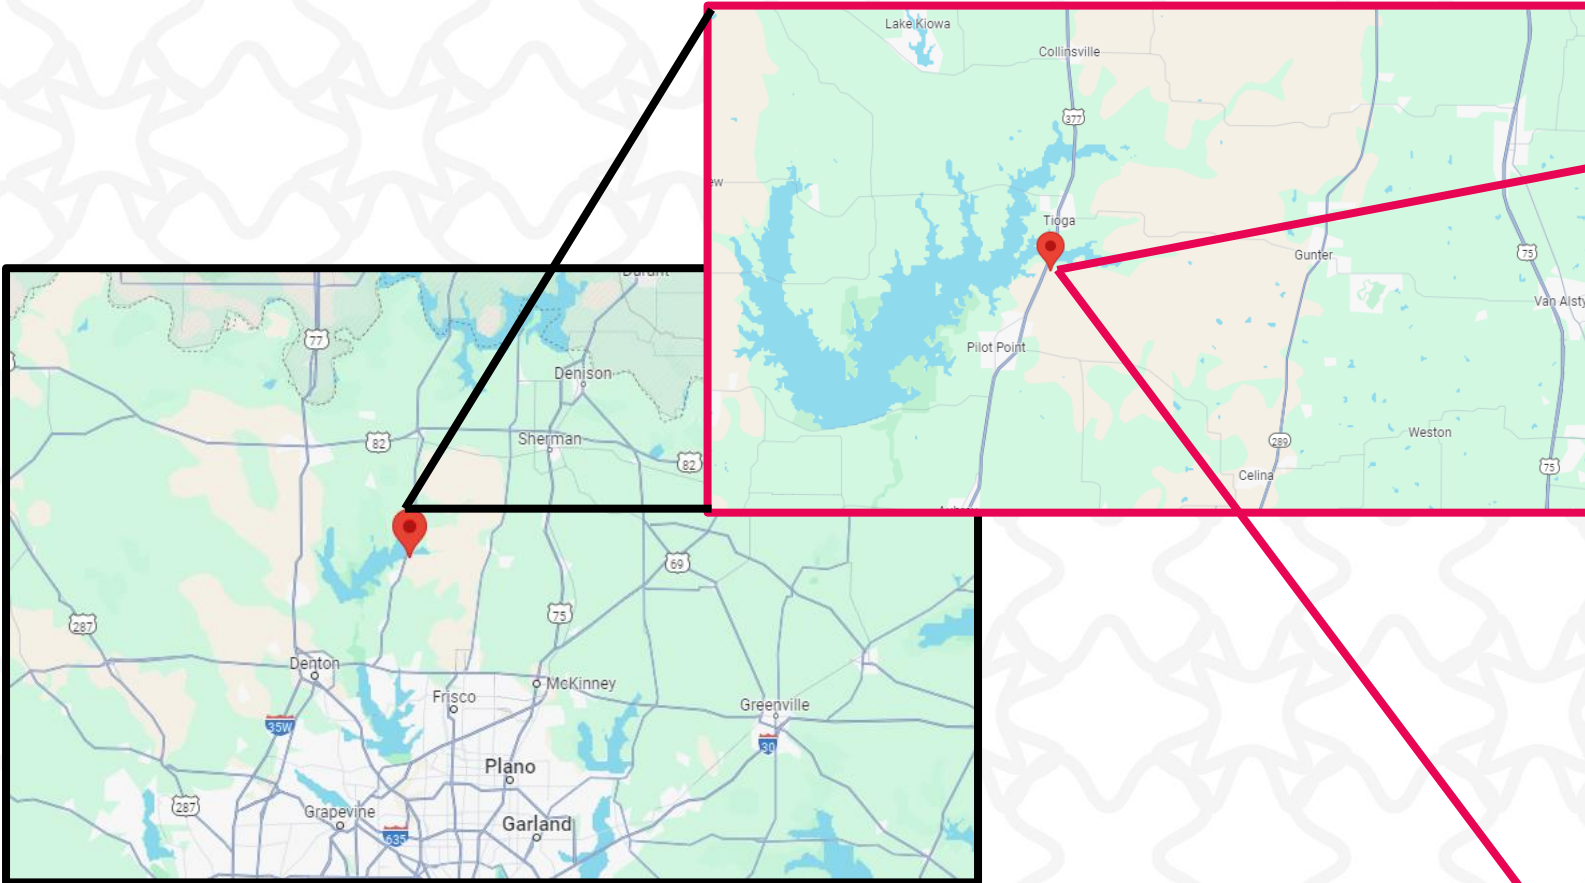 Lake Kiowa
Collinsville
377
Tioga
Gunter
75
Van Alsty
Pilot Point
Weston
289
Celina
75
Durant
77
Denison
82
Sherman
82
69
75
287
Denton
McKinney
Frisco
Greenville
35W
30
Plano
287
Grapevine
Garland
635